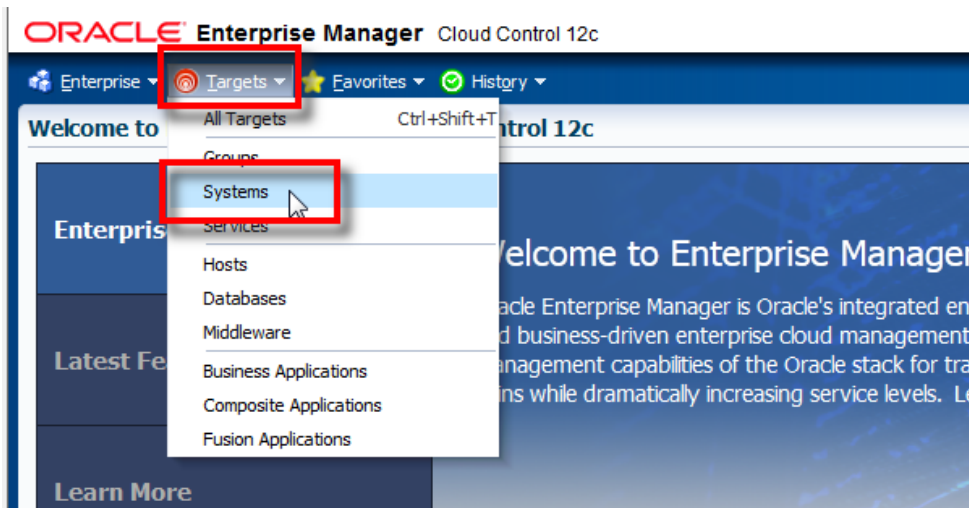 ORACLE Enterprise Manager Cloud Control 12c
Enterprise Targets Favorites History
Welcome to ntrol 12c
All Targets Ctrl+Shift+T
Groups
Systems
Services
Hosts
Databases
Middleware
Business Applications
Composite Applications
Fusion Applications
Enterpris
Latest Fe
Learn More
elcome to Enterprise Manager
acle Enterprise Manager is Oracle's integrated en
d business-driven enterprise cloud management
anagement capabilities of the Oracle stack for tra
ins while dramatically increasing service levels. Le